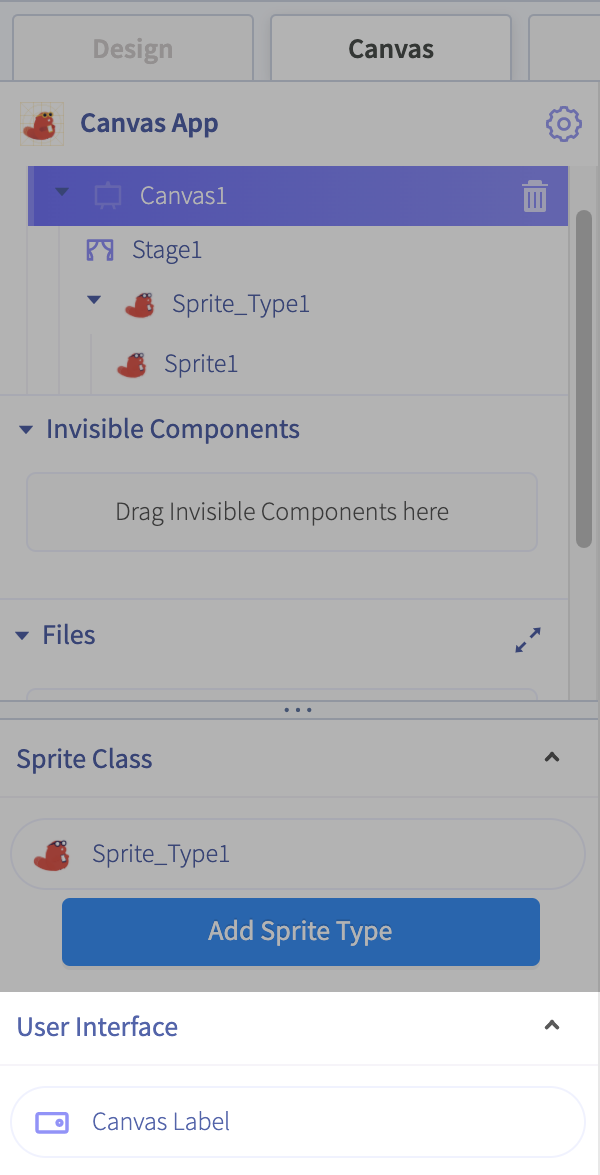 Design
Canvas
Canvas App
Canvas1
Stage1
Sprite_Type1
Sprite1
Invisible Components
Drag Invisible Components here
Files
Sprite Class
Sprite_Type1
Add Sprite Type
User Interface
Canvas Label